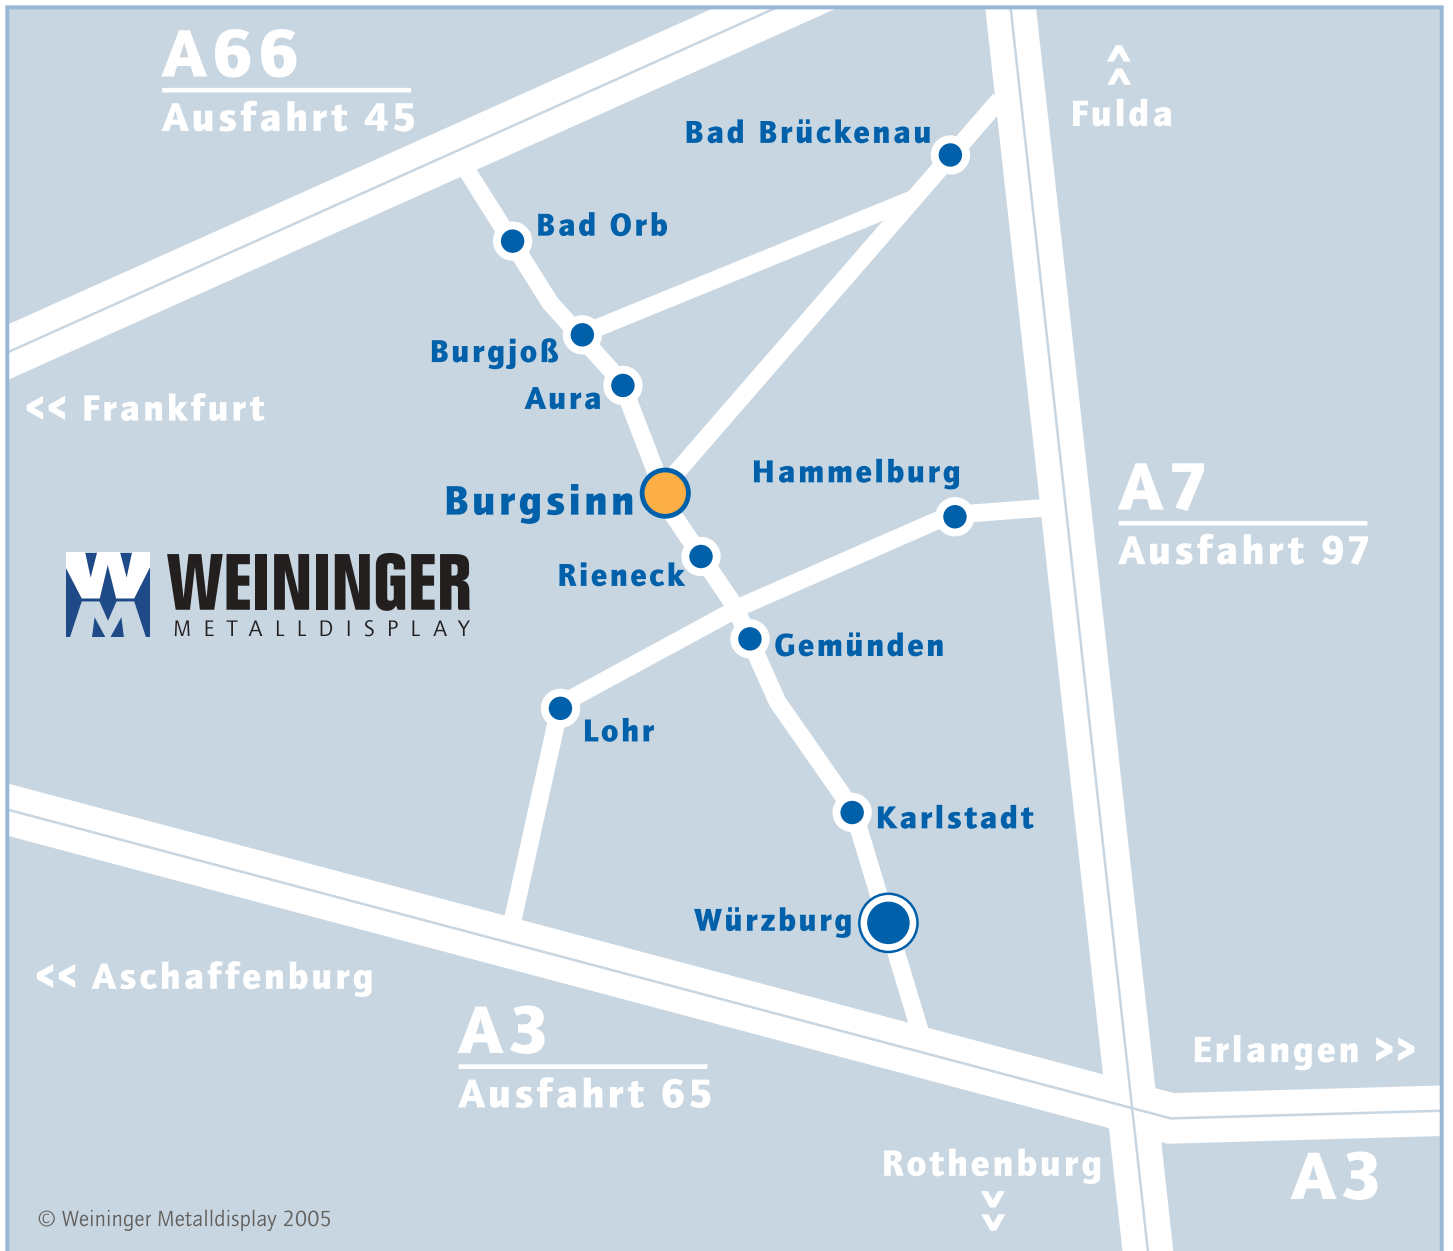 A66
Ausfahrt 45
Fulda
Bad Brückenau
Bad Orb
Burgjoß
Aura
<< Frankfurt
Hammelburg
A7
Ausfahrt 97
Burgsinn
WEININGER
METALLDISPLAY
Rieneck
Gemünden
Lohr
Karlstadt
Würzburg
<< Aschaffenburg
A3
Ausfahrt 65
Erlangen >>
Rothenburg
A3
© Weininger Metalldisplay 2005